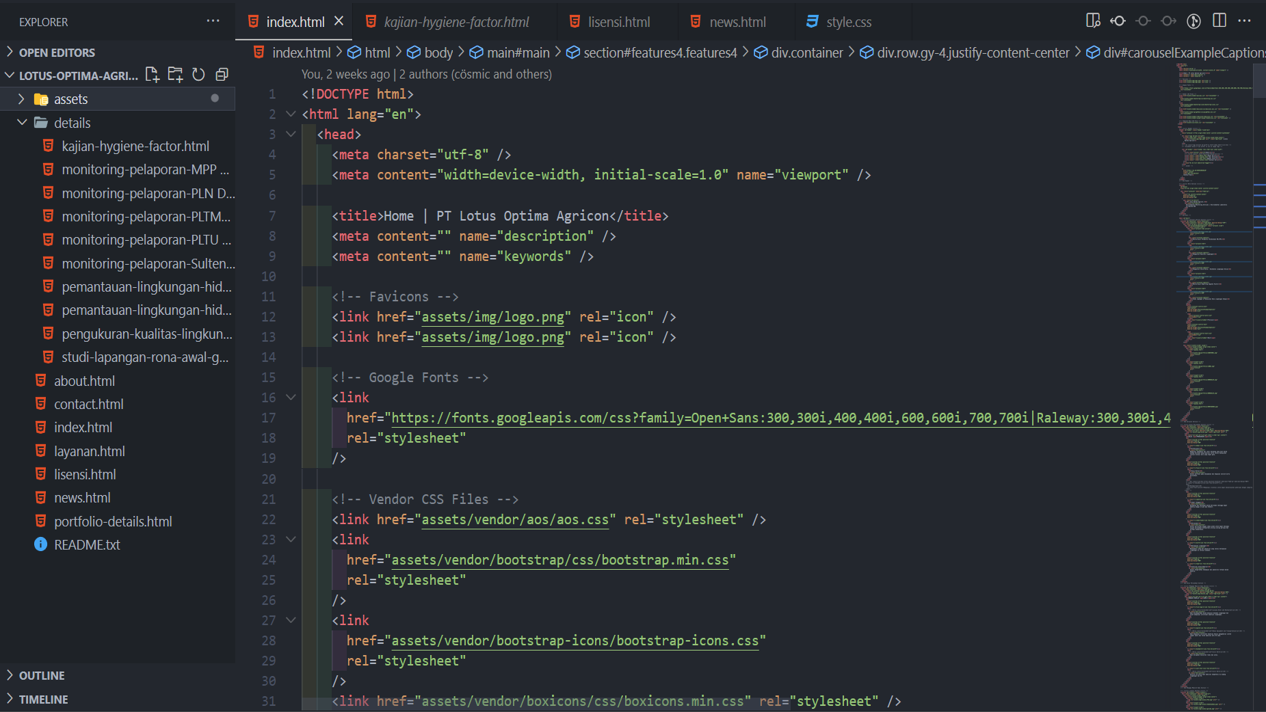 EXPLORER
OPEN EDITORS
LOTUS-OPTIMA-AGRI...
assets
details
kajian-hygiene-factor.html
monitoring-pelaporan-MPP ...
monitoring-pelaporan-PLN D...
monitoring-pelaporan-PLTM...
monitoring-pelaporan-PLTU ...
monitoring-pelaporan-Sulten...
pemantauan-lingkungan-hid...
pemantauan-lingkungan-hid...
pengukuran-kualitas-lingkun...
studi-lapangan-rona-awal-g...
about.html
contact.html
index.html
layanan.html
lisensi.html
news.html
portfolio-details.html
README.txt
OUTLINE
TIMELINE
index.html kajian-hygiene-factor.html lisensi.html news.html style.css
index.html > html > body > main#main > section#features4.features4 > div.container > div.row.gy-4.justify-content-center > div#carouselExampleCaption
You, 2 weeks ago | 2 authors (cösmic and others)
1 <!DOCTYPE html>
2 <html lang="en">
3 <head>
4 <meta charset="utf-8" />
5 <meta content="width=device-width, initial-scale=1.0" name="viewport" />
6
7 <title>Home | PT Lotus Optima Agricon</title>
8 <meta content="" name="description" />
9 <meta content="" name="keywords" />
10
11 <!-- Favicons -->
12 <link href="assets/img/logo.png" rel="icon" />
13 <link href="assets/img/logo.png" rel="icon" />
14
15 <!-- Google Fonts -->
16 <link
17 href="https://fonts.googleapis.com/css?family=Open+Sans:300,300i,400,400i,600,600i,700,700i|Raleway:300,300i,4
18 rel="stylesheet"
19 />
20
21 <!-- Vendor CSS Files -->
22 <link href="assets/vendor/aos/aos.css" rel="stylesheet" />
23 <link
24 href="assets/vendor/bootstrap/css/bootstrap.min.css"
25 rel="stylesheet"
26 />
27 <link
28 href="assets/vendor/bootstrap-icons/bootstrap-icons.css"
29 rel="stylesheet"
30 />
31 <link href="assets/vendor/boxicons/css/boxicons.min.css" rel="stylesheet" />